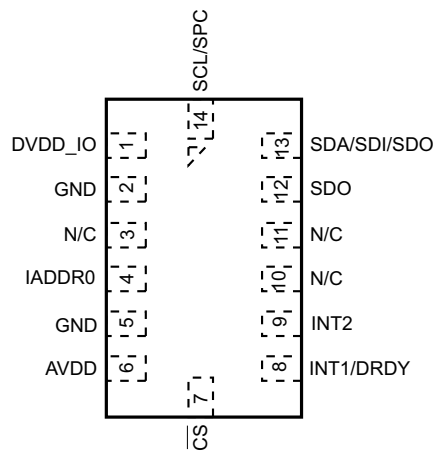 SCL/SPC
14
DVDD_IO 1
GND 2
N/C 3
IADDR0 4
GND 5
AVDD 6
13 SDA/SDI/SDO
12 SDO
11 N/C
10 N/C
9 INT2
8 INT1/DRDY
7
CS